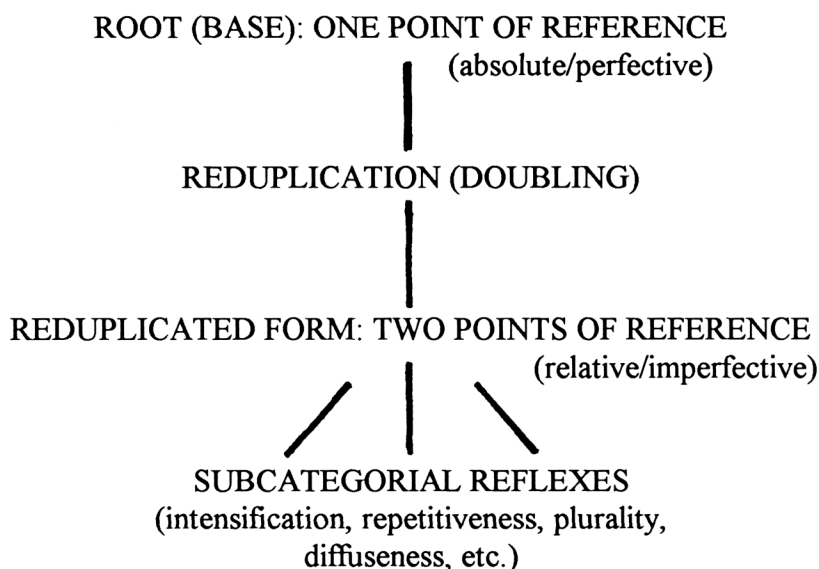 ROOT (BASE): ONE POINT OF REFERENCE
(absolute/perfective)
REDUPLICATION (DOUBLING)
REDUPLICATED FORM: TWO POINTS OF REFERENCE
(relative/imperfective)
SUBCATEGORIAL REFLEXES
(intensification, repetitiveness, plurality,
diffuseness, etc.)